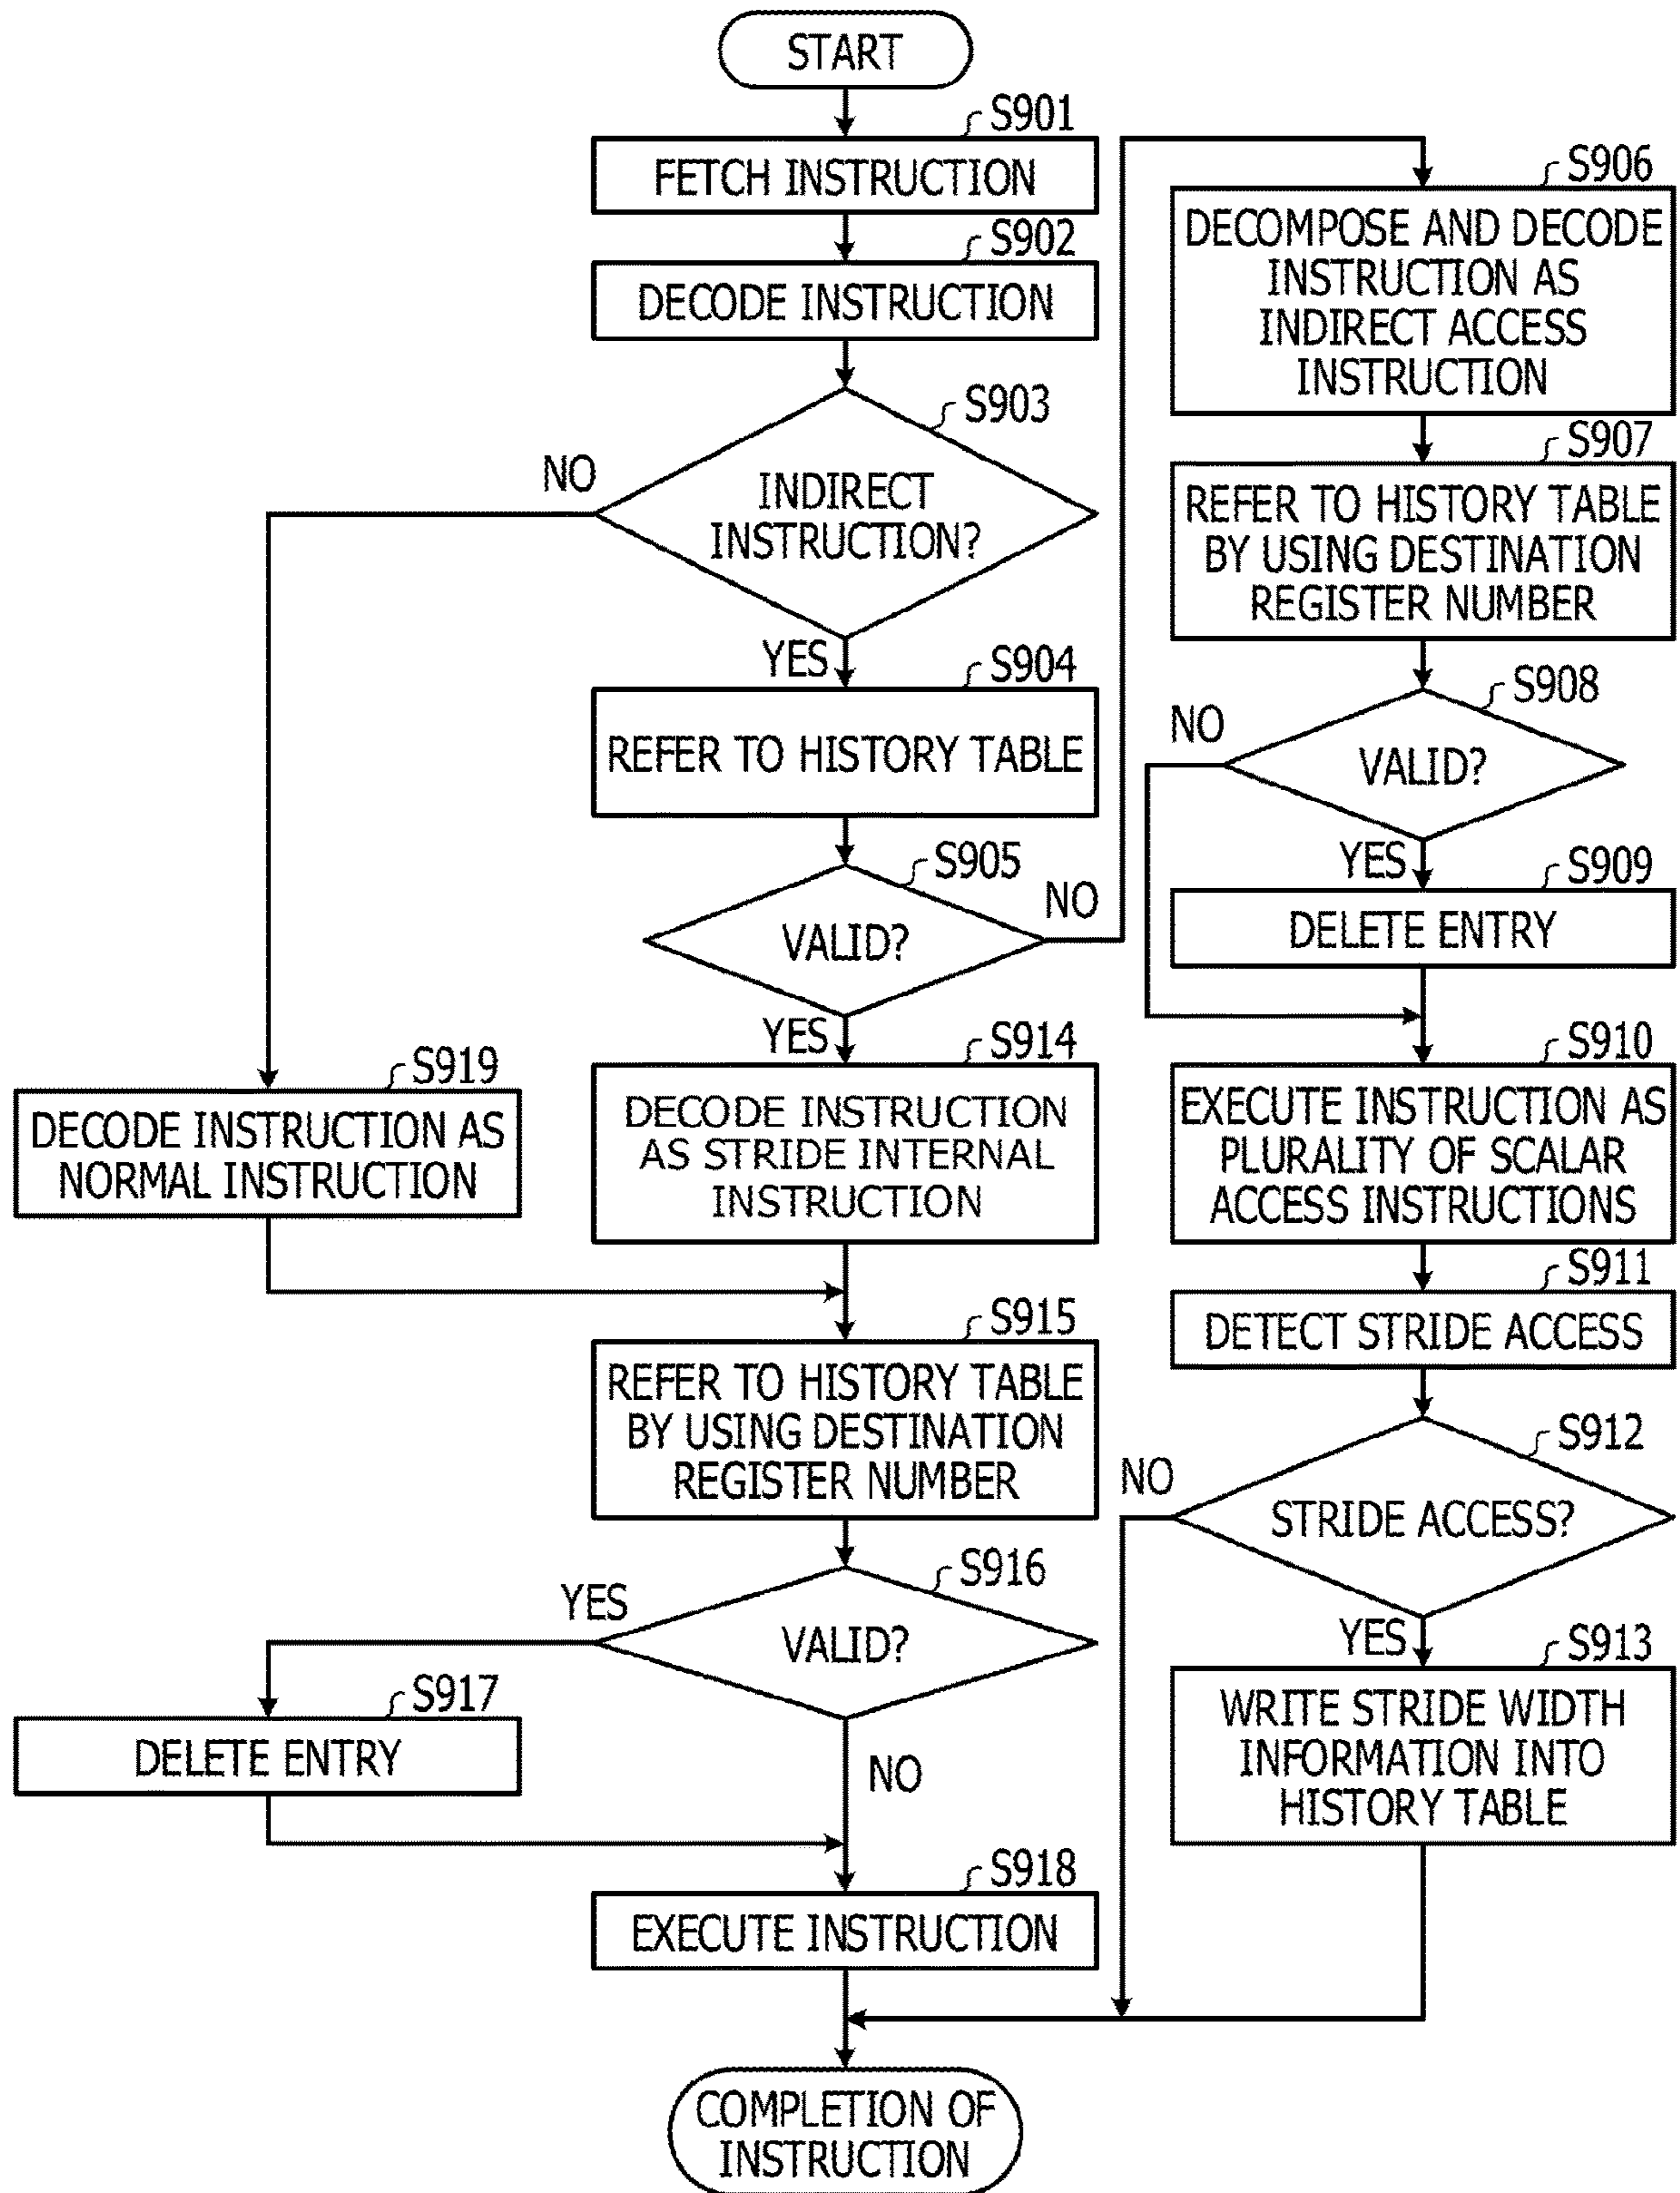 START
S901
FETCH INSTRUCTION
S902
DECODE INSTRUCTION
S903
NO
INDIRECT
INSTRUCTION?
YES
S904
REFER TO HISTORY TABLE
S905
NO
VALID?
YES
S914
DECODE INSTRUCTION
AS STRIDE INTERNAL
INSTRUCTION
S919
DECODE INSTRUCTION AS
NORMAL INSTRUCTION
S915
REFER TO HISTORY TABLE
BY USING DESTINATION
REGISTER NUMBER
S916
YES
VALID?
NO
S917
DELETE ENTRY
S918
EXECUTE INSTRUCTION
S906
DECOMPOSE AND DECODE
INSTRUCTION AS
INDIRECT ACCESS
INSTRUCTION
S907
REFER TO HISTORY TABLE
BY USING DESTINATION
REGISTER NUMBER
S908
NO
VALID?
YES
S909
DELETE ENTRY
S910
EXECUTE INSTRUCTION AS
PLURALITY OF SCALAR
ACCESS INSTRUCTIONS
S911
DETECT STRIDE ACCESS
S912
NO
STRIDE ACCESS?
YES
S913
WRITE STRIDE WIDTH
INFORMATION INTO
HISTORY TABLE
COMPLETION OF
INSTRUCTION